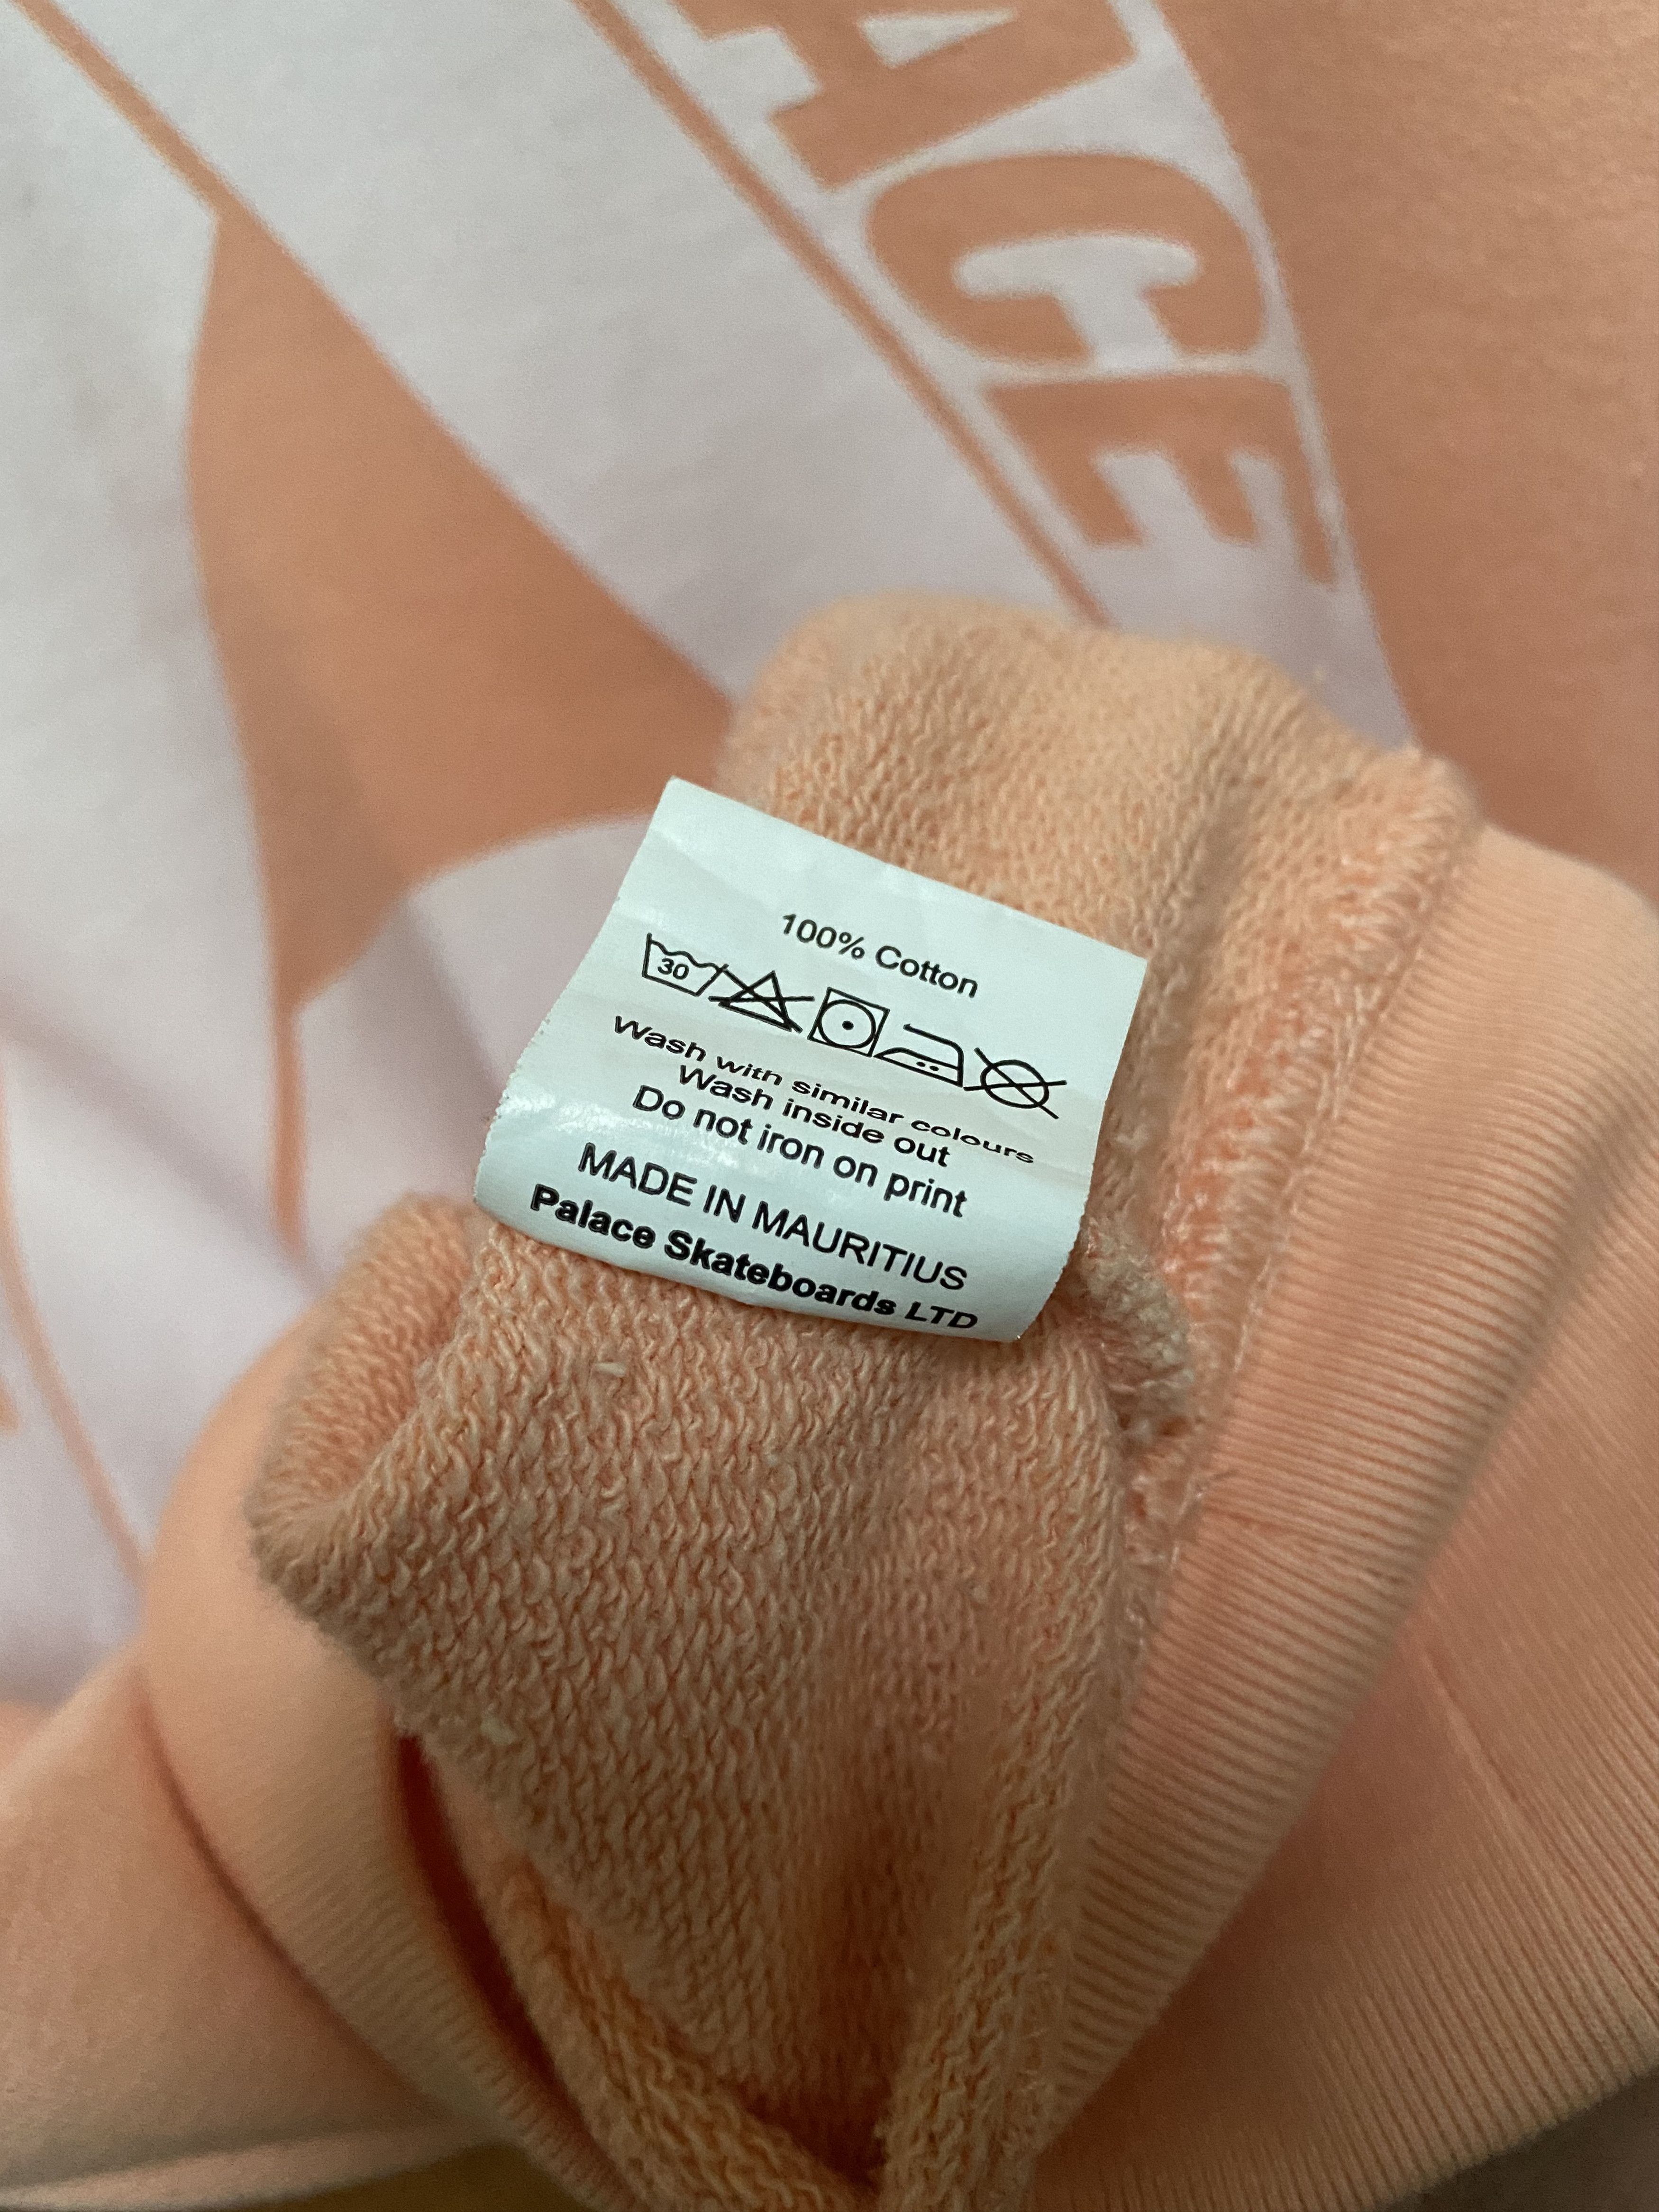 ACE
100% Cotton
30
Wash with similar colours
Wash inside out
Do not iron on print
MADE IN MAURITIUS
Palace Skateboards LTD